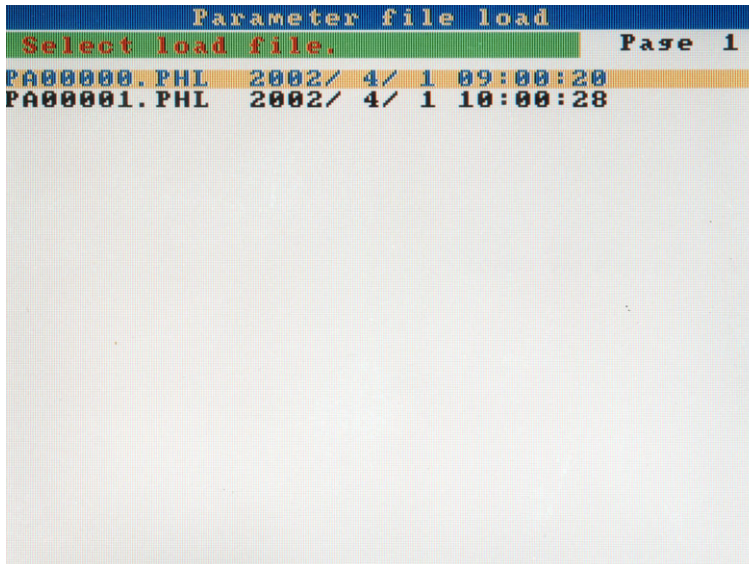 Parameter file load
Select load file. Page 1
PA00000.PHL 2002/ 4/ 1 09:00:20
PA00001.PHL 2002/ 4/ 1 10:00:28